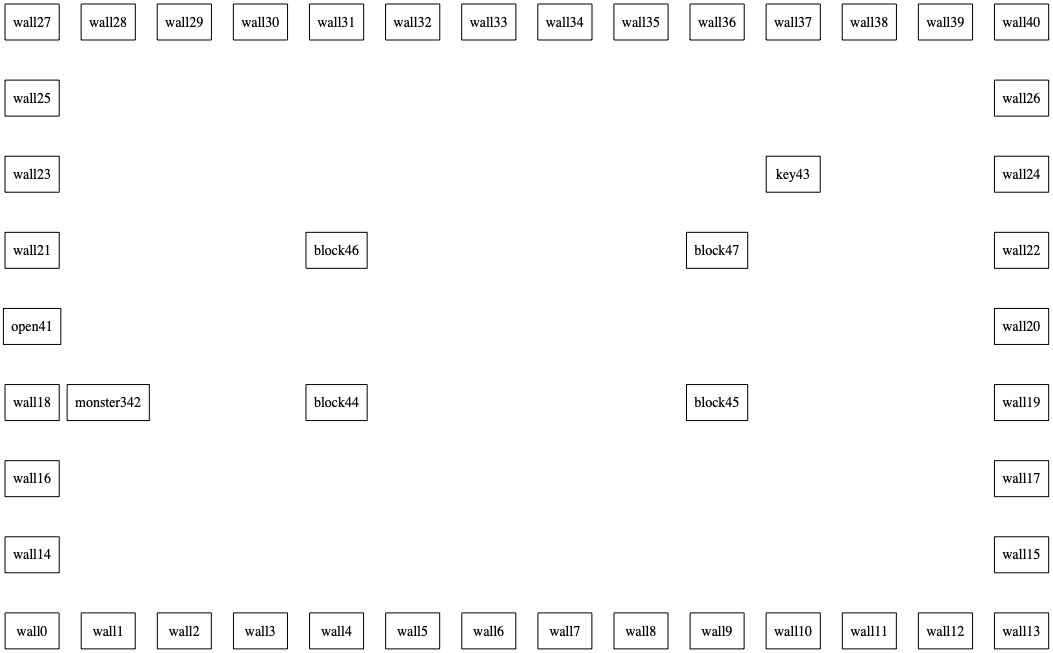 wall27 wall28 wall29 wall30 wall31 wall32 wall33 wall34 wall35 wall36 wall37 wall38 wall39 wall40
wall25 wall26
wall23 key43 wall24
wall21 block46 block47 wall22
open41 wall20
wall18 monster342 block44 block45 wall19
wall16 wall17
wall14 wall15
wall0 wall1 wall2 wall3 wall4 wall5 wall6 wall7 wall8 wall9 wall10 wall11 wall12 wall13